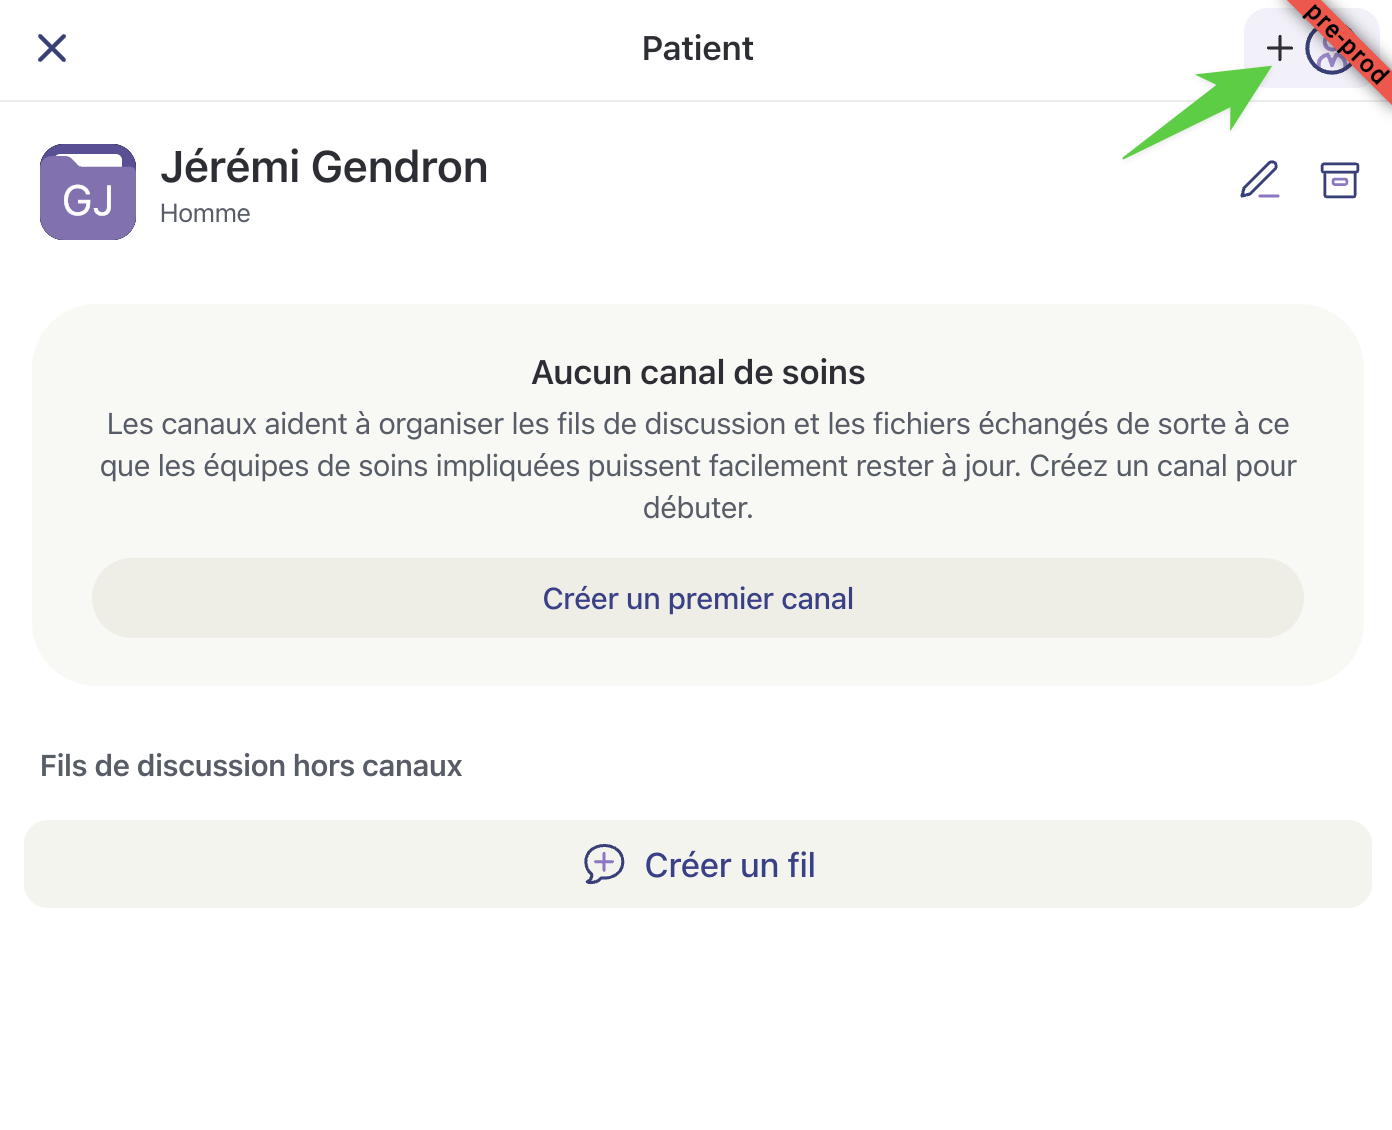 Patient
pre-prod
GJ
Jérémi Gendron
Homme
Aucun canal de soins
Les canaux aident à organiser les fils de discussion et les fichiers échangés de sorte à ce
que les équipes de soins impliquées puissent facilement rester à jour. Créez un canal pour
débuter.
Créer un premier canal
Fils de discussion hors canaux
Créer un fil